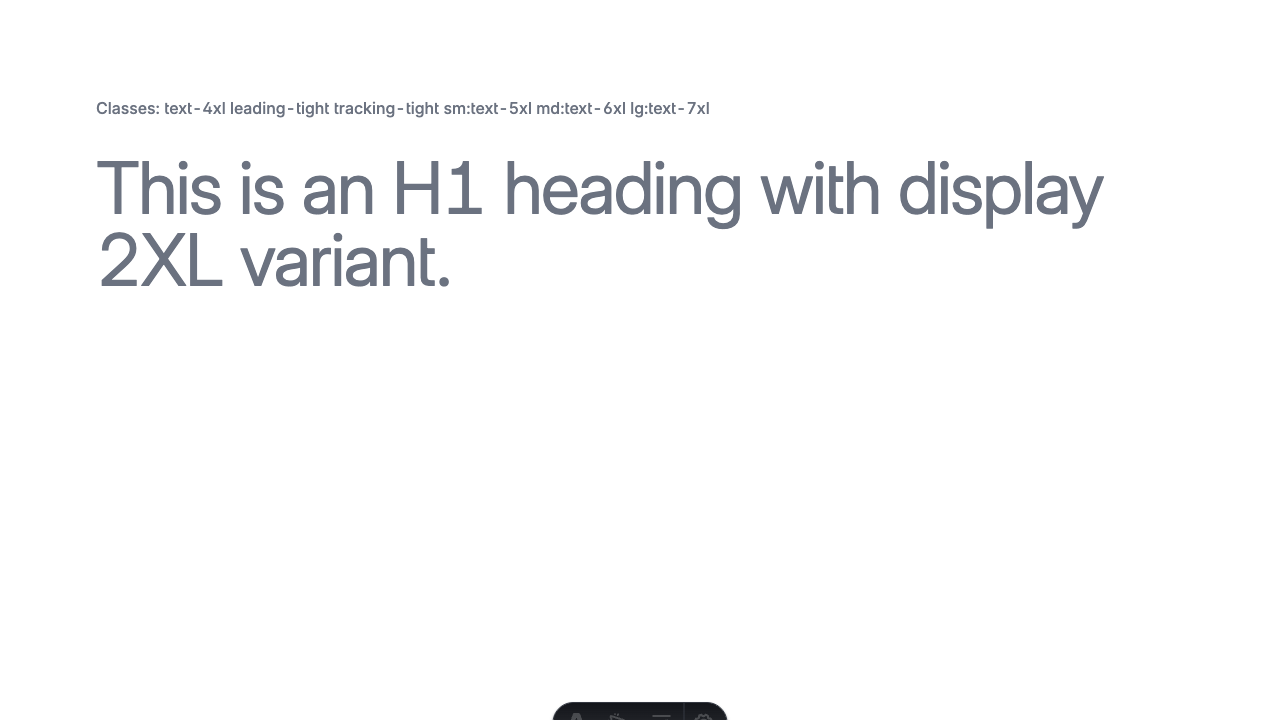 Classes: text-4xl leading-tight tracking-tight sm:text-5xl md:text-6xl lg:text-7xl
This is an H1 heading with display
2XL variant.